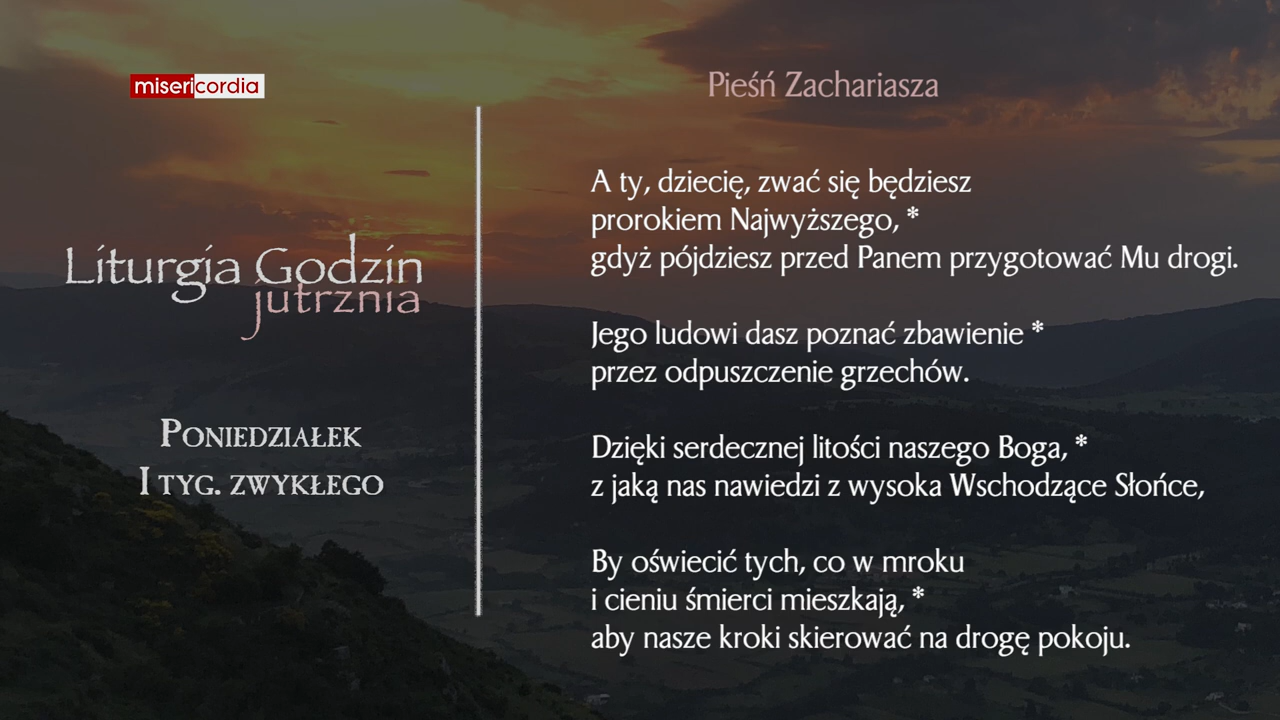 misericordia
Liturgia Godzin
jutrznia
Poniedziałek
I tyg. zwykłego
Pieśń Zachariasza
A ty, dziecię, zwać się będziesz
prorokiem Najwyższego, *
gdyż pójdziesz przed Panem przygotować Mu drogi.
Jego ludowi dasz poznać zbawienie *
przez odpuszczenie grzechów.
Dzięki serdecznej litości naszego Boga, *
z jaką nas nawiedzi z wysoka Wschodzące Słońce,
By oświecić tych, co w mroku
i cieniu śmierci mieszkają, *
aby nasze kroki skierować na drogę pokoju.